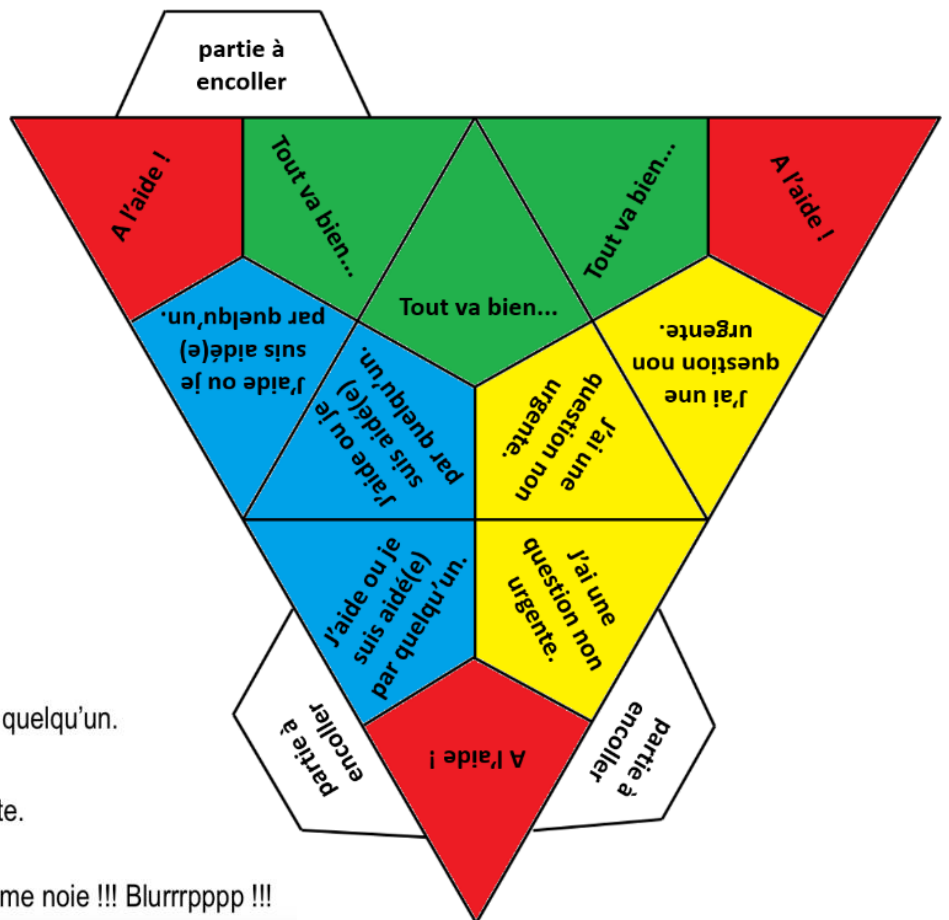 partie à
encoller
A l'aide !
Tout va bien...
Tout va bien...
A l'aide !
Tout va bien...
J'aide ou je
suis aidé(e)
par quelqu'un.
J'aide ou je
suis aidé(e)
par quelqu'un.
J'ai une
question non
urgente.
J'ai une
question non
urgente.
J'aide ou je
suis aidé(e)
par quelqu'un.
J'ai une
question non
urgente.
partie à
encoller
A l'aide !
partie à
encoller
quelqu'un.
te.
me noie !!! Blurrrpppp !!!